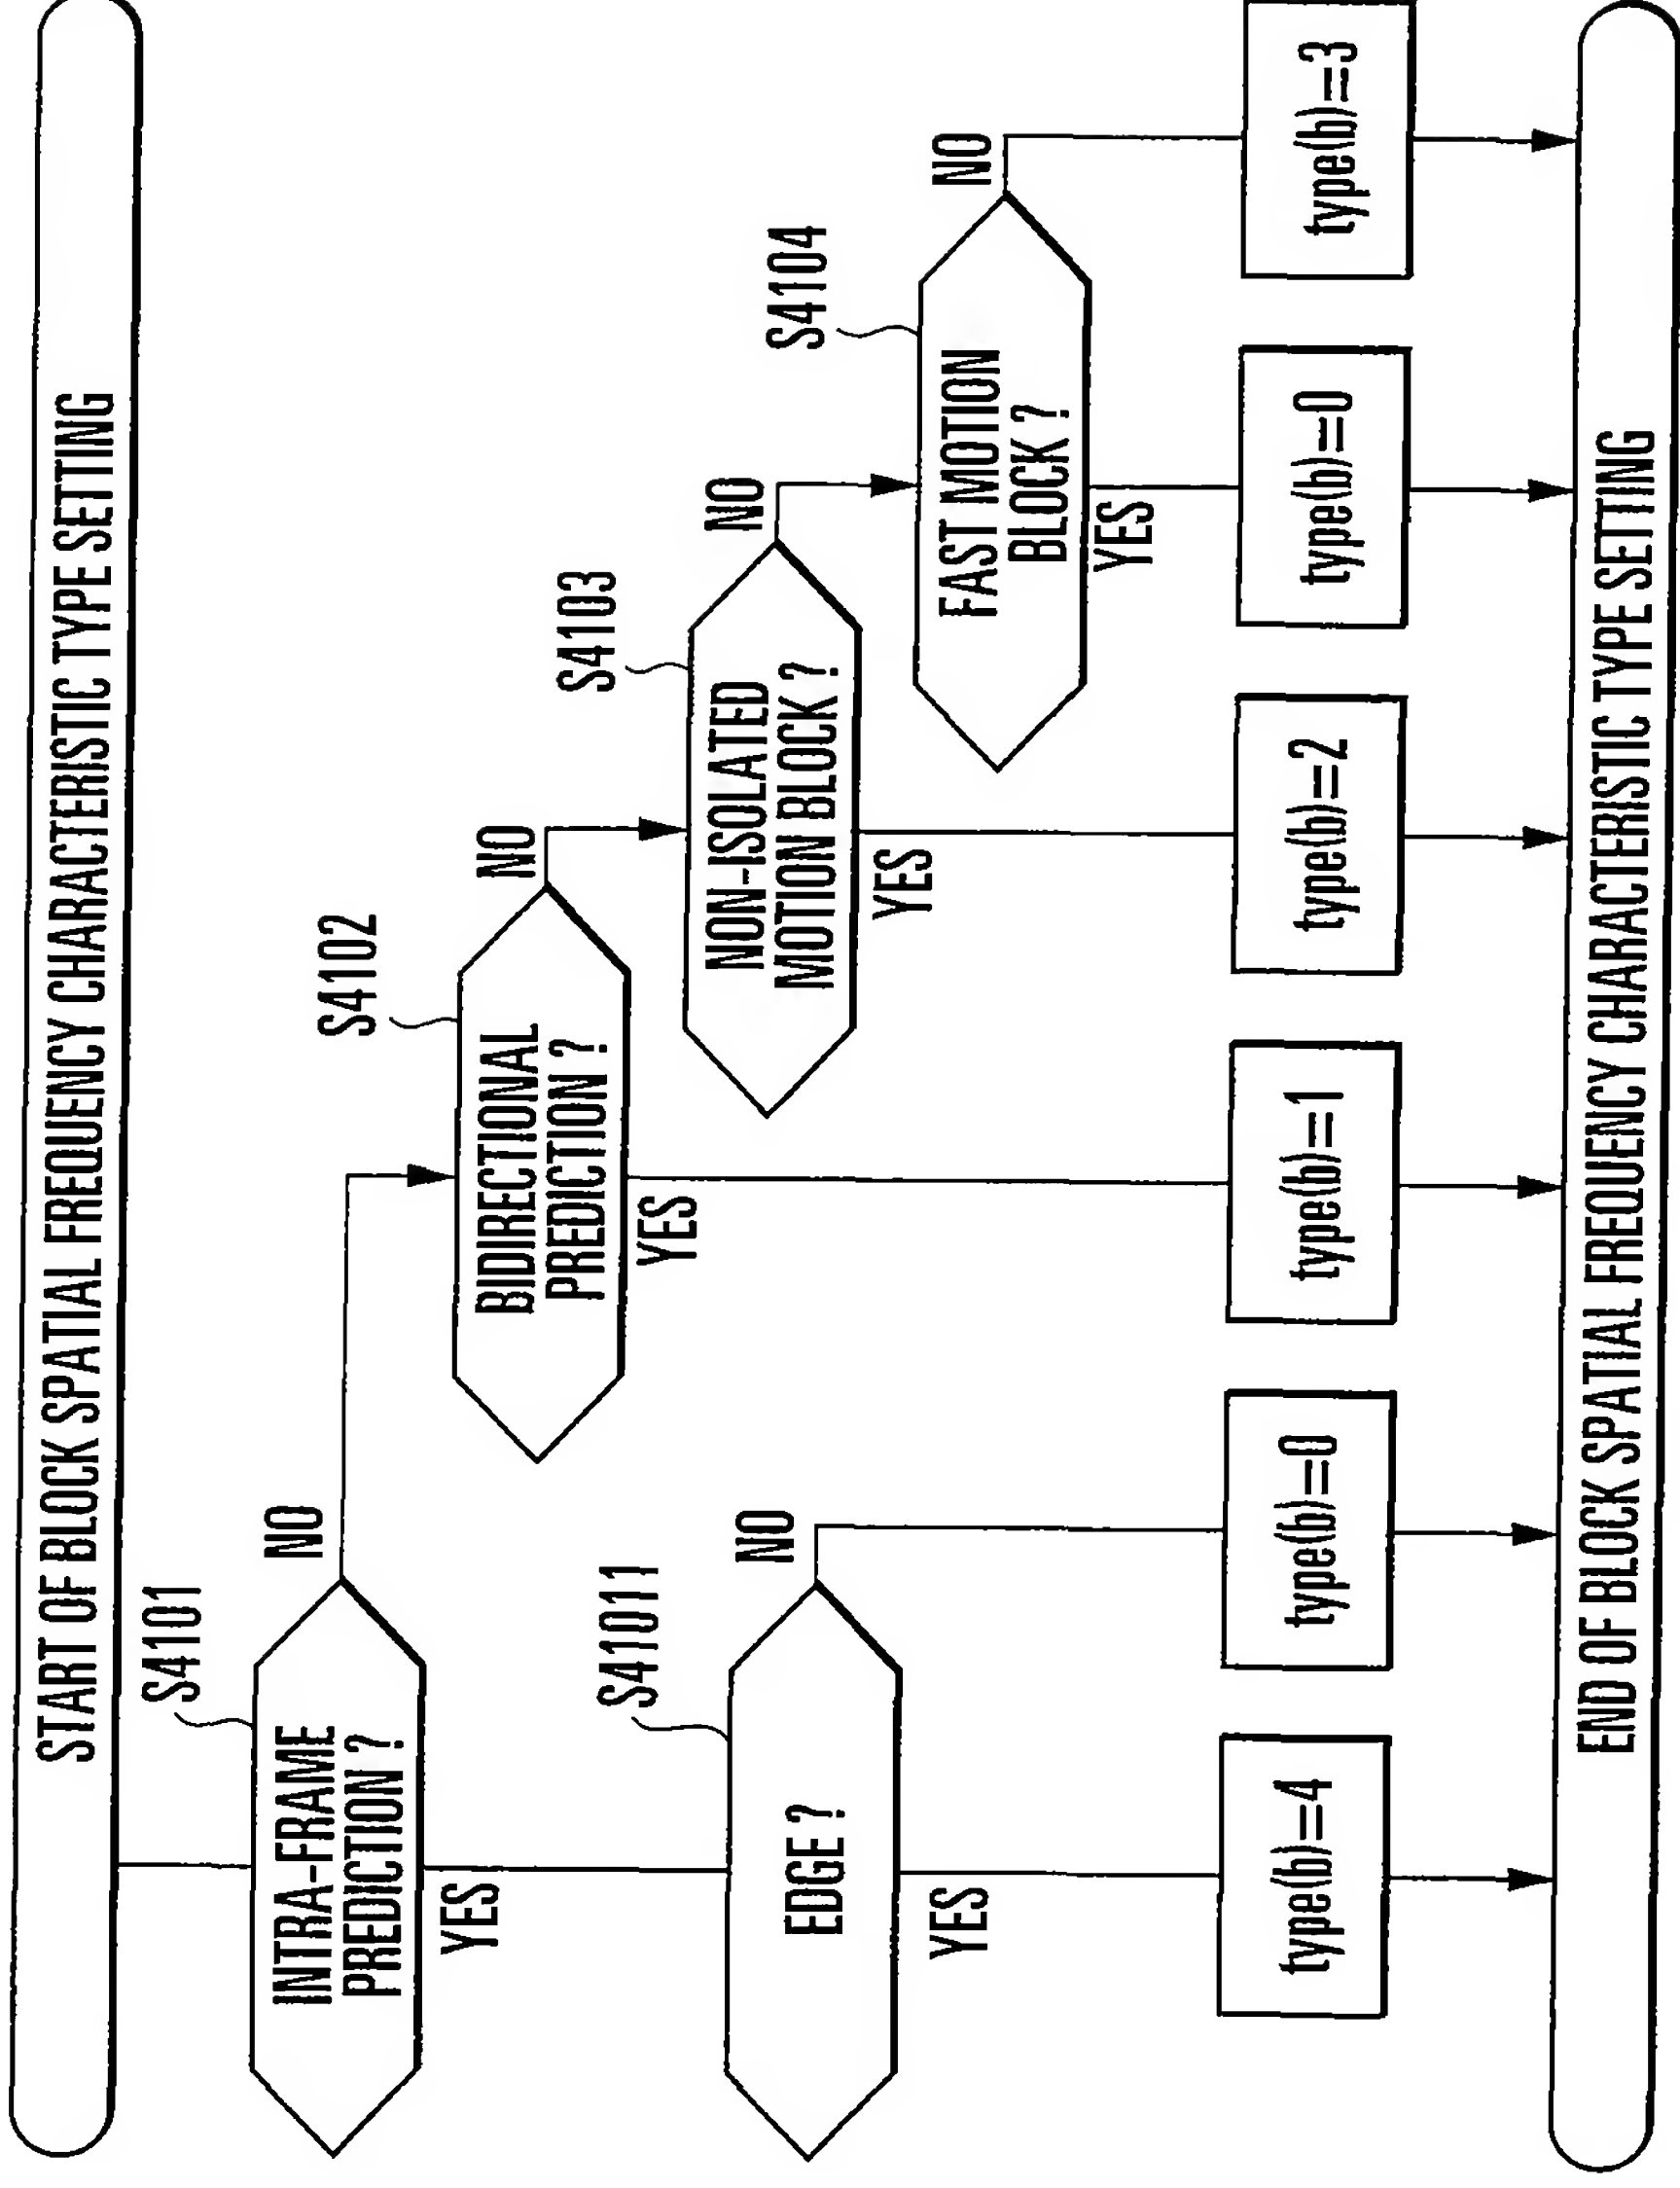 START OF BLOCK SPATIAL FREQUENCY CHARACTERISTIC TYPE SETTING
S4101
INTRA-FRAME
PREDICTION ?
NO
YES
S4102
BIDIRECTIONAL
PREDICTION ?
NO
YES
S4103
NON-ISOLATED
MOTION BLOCK ?
NO
YES
S41011
EDGE ?
NO
YES
S4104
FAST MOTION
BLOCK ?
NO
YES
type(b)=4
type(b)=0
type(b)=1
type(b)=2
type(b)=0
type(b)=3
END OF BLOCK SPATIAL FREQUENCY CHARACTERISTIC TYPE SETTING